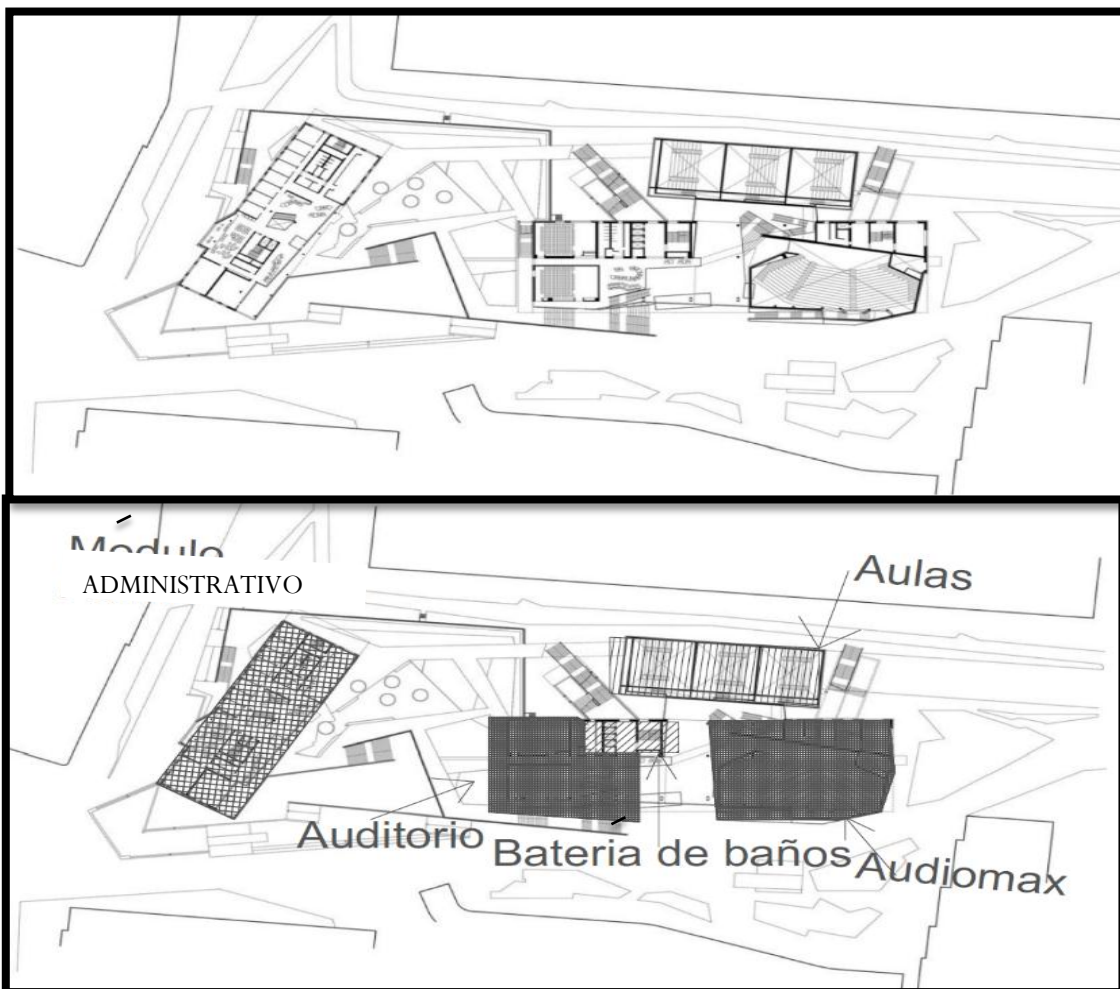 Modulo
ADMINISTRATIVO
Aulas
Auditorio
Bateria de baños
Audiomax